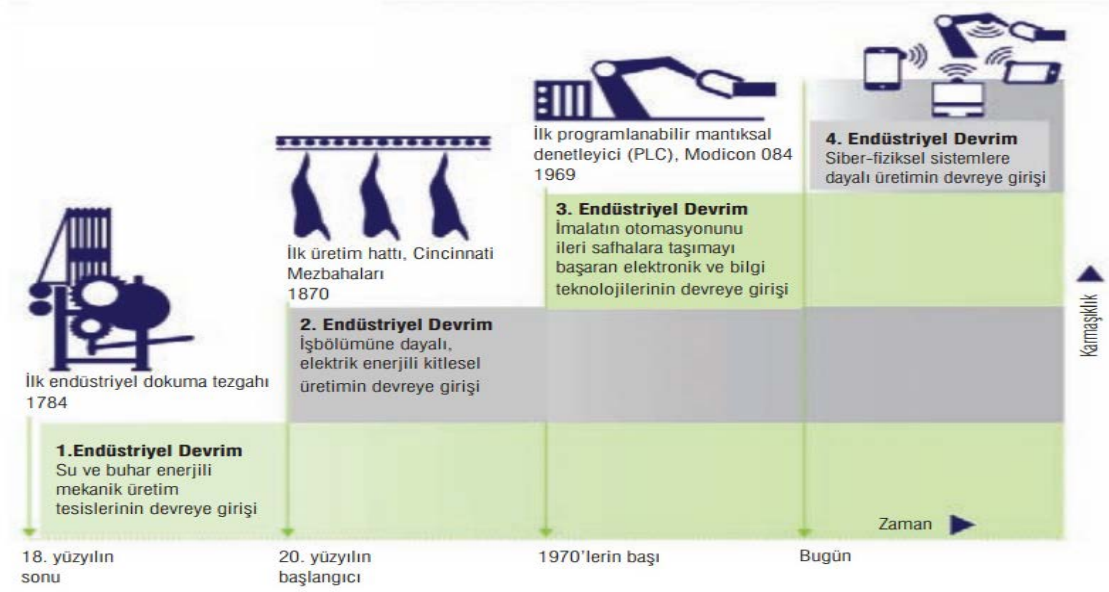 İlk endüstriyel dokuma tezgahı
1784
1.Endüstriyel Devrim
Su ve buhar enerjili
mekanik üretim
tesislerinin devreye girişi
18. yüzyılın
sonu
İlk üretim hattı, Cincinnati
Mezbahaları
1870
2. Endüstriyel Devrim
İşbölümüne dayalı,
elektrik enerjili kitlesel
üretimin devreye girişi
20. yüzyılın
başlangıcı
İlk programlanabilir mantıksal
denetleyici (PLC), Modicon 084
1969
3. Endüstriyel Devrim
İmalatın otomasyonunu
ileri safhalara taşımayı
başaran elektronik ve bilgi
teknolojilerinin devreye girişi
1970'lerin başı
4. Endüstriyel Devrim
Siber-fiziksel sistemlere
dayalı üretimin devreye girişi
Bugün
Zaman
Karmaşıklık